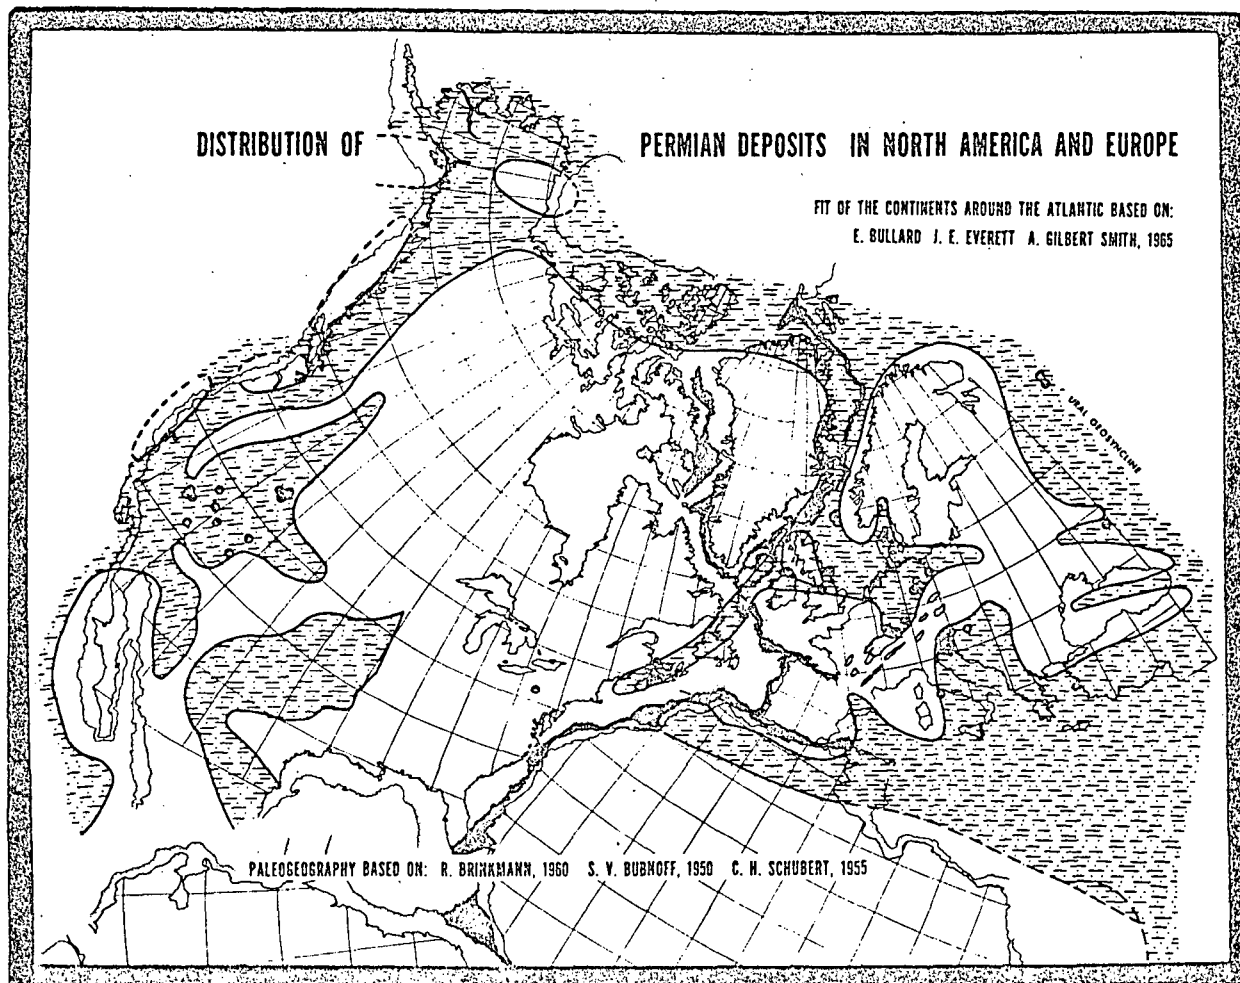 DISTRIBUTION OF PERMIAN DEPOSITS IN NORTH AMERICA AND EUROPE
FIT OF THE CONTINENTS AROUND THE ATLANTIC BASED ON:
E. BULLARD J. E. EVERETT A. GILBERT SMITH, 1965
URAL GEOSYNCLINE
PALEOGEOGRAPHY BASED ON: R. BRINKMANN, 1960 S. V. BUBNOFF, 1950 C. H. SCHUBERT, 1955